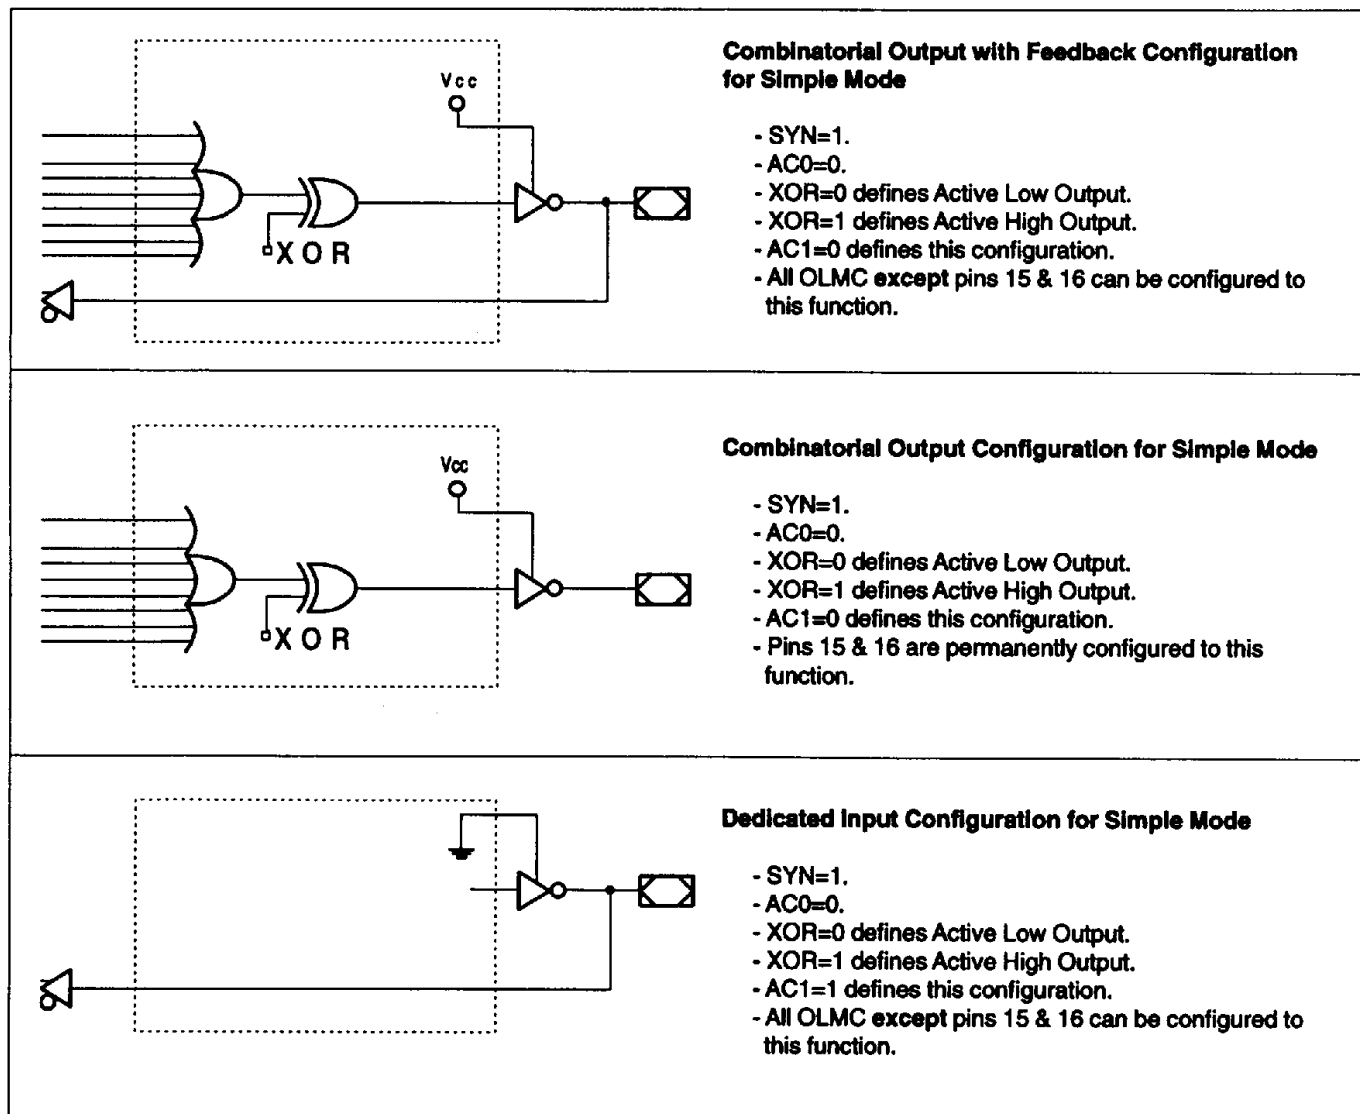 Vcc
XOR
Combinatorial Output with Feedback Configuration
for Simple Mode
- SYN=1.
- AC0=0.
- XOR=0 defines Active Low Output.
- XOR=1 defines Active High Output.
- AC1=0 defines this configuration.
- All OLMC except pins 15 & 16 can be configured to
this function.
Vcc
XOR
Combinatorial Output Configuration for Simple Mode
- SYN=1.
- AC0=0.
- XOR=0 defines Active Low Output.
- XOR=1 defines Active High Output.
- AC1=0 defines this configuration.
- Pins 15 & 16 are permanently configured to this
function.
Dedicated Input Configuration for Simple Mode
- SYN=1.
- AC0=0.
- XOR=0 defines Active Low Output.
- XOR=1 defines Active High Output.
- AC1=1 defines this configuration.
- All OLMC except pins 15 & 16 can be configured to
this function.